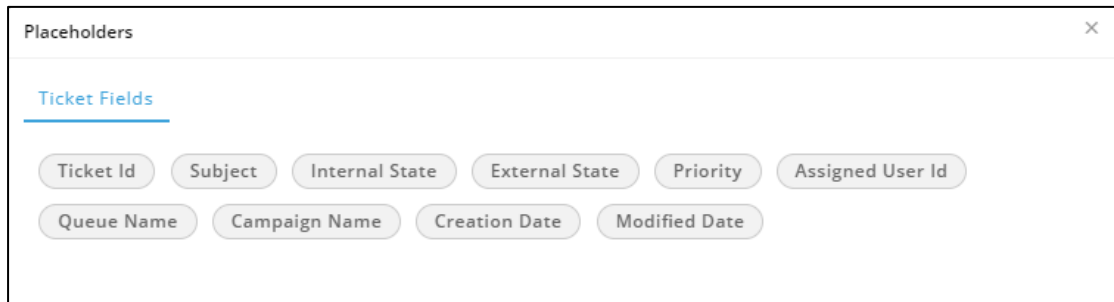 Placeholders
Ticket Fields
Ticket Id Subject Internal State External State Priority Assigned User Id
Queue Name Campaign Name Creation Date Modified Date